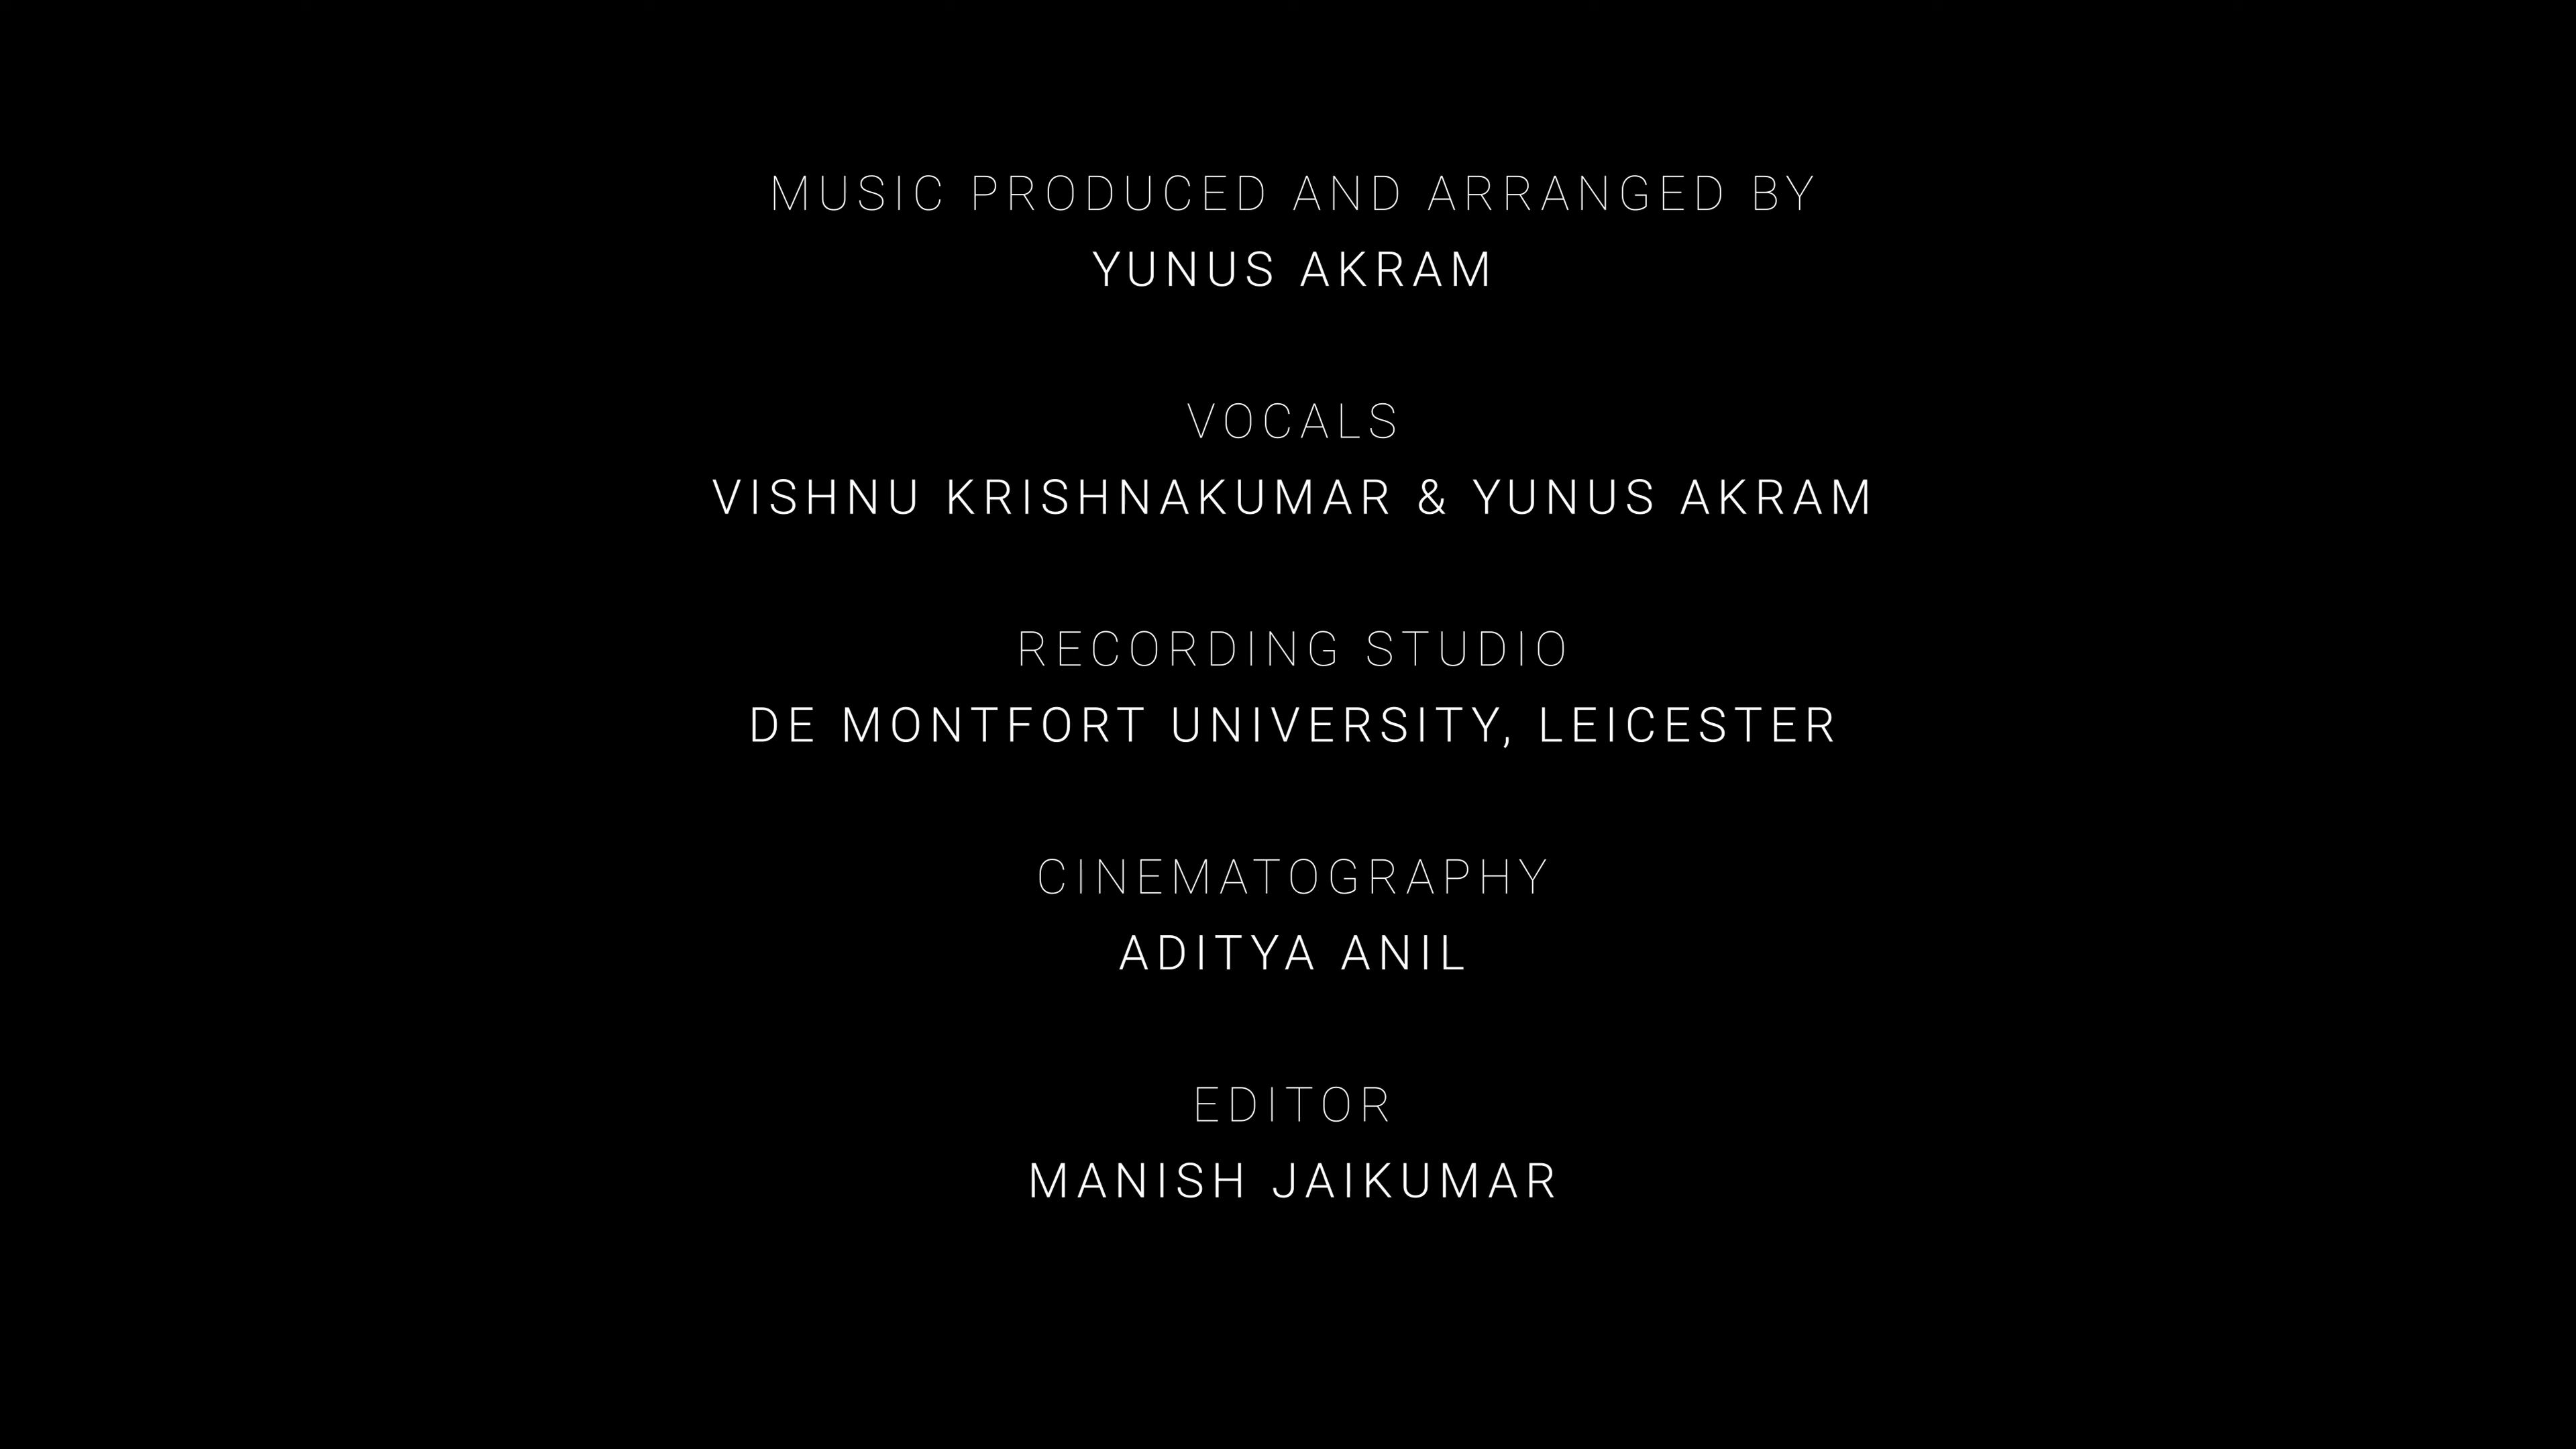 MUSIC PRODUCED AND ARRANGED BY
YUNUS AKRAM
VOCALS
VISHNU KRISHNAKUMAR & YUNUS AKRAM
RECORDING STUDIO
DE MONTFORT UNIVERSITY, LEICESTER
CINEMATOGRAPHY
ADITYA ANIL
EDITOR
MANISH JAIKUMAR